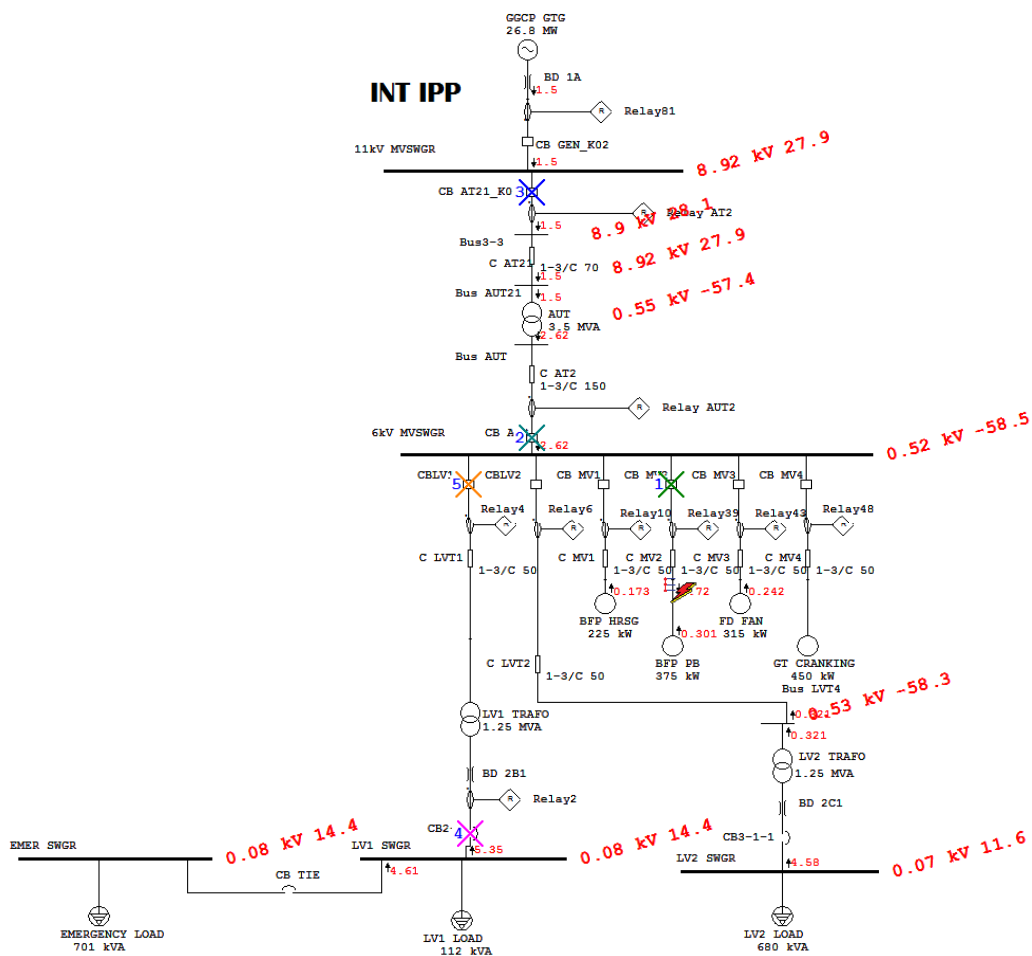 GGCP GTG
26.8 MW
BD 1A
1.5
INT IPP
Relay81
CB GEN_K02
11kV MVSWGR
1.5
8.92 kV 27.9
CB AT21_K0
3
Relay AT2
1.5
8.9 kV 28.1
Bus3-3
C AT21
1-3/C 70
8.92 kV 27.9
1.5
Bus AUT21
1.5
0.55 kV -57.4
AUT
3.5 MVA
2.62
Bus AUT
C AT2
1-3/C 150
Relay AUT2
6kV MVSWGR
CB A
2
2.62
0.52 kV -58.5
CBLV1
CBLV2
CB MV1
CB MV2
CB MV3
CB MV4
5
1
Relay4
Relay6
Relay10
Relay39
Relay43
Relay48
C LVT1
C MV1
C MV2
C MV3
C MV4
1-3/C 50
1-3/C 50
1-3/C 50
1-3/C 50
1-3/C 50
0.173
.72
0.242
BFP HRSG
225 kW
FD FAN
315 kW
0.301
BFP PB
375 kW
GT CRANKING
450 kW
C LVT2
1-3/C 50
Bus LVT4
0.53 kV -58.3
0.321
0.321
LV1 TRAFO
1.25 MVA
LV2 TRAFO
1.25 MVA
BD 2B1
Relay2
BD 2C1
CB2
4
CB3-1-1
EMER SWGR
0.08 kV 14.4
LV1 SWGR
5.35
0.08 kV 14.4
4.61
LV2 SWGR
4.58
0.07 kV 11.6
CB TIE
EMERGENCY LOAD
701 kVA
LV1 LOAD
112 kVA
LV2 LOAD
680 kVA